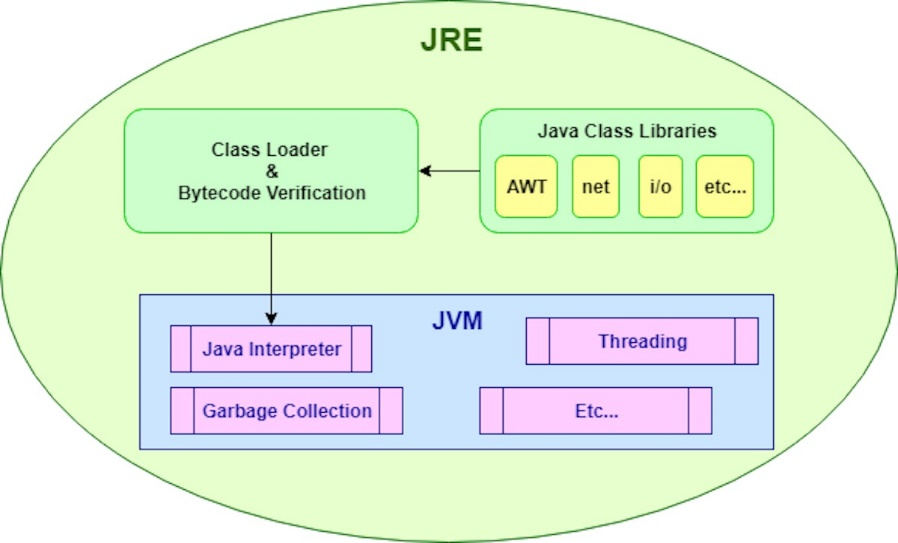 JRE
Class Loader
&
Bytecode Verification
Java Class Libraries
AWT
net
i/o
etc...
JVM
Java Interpreter
Threading
Garbage Collection
Etc...